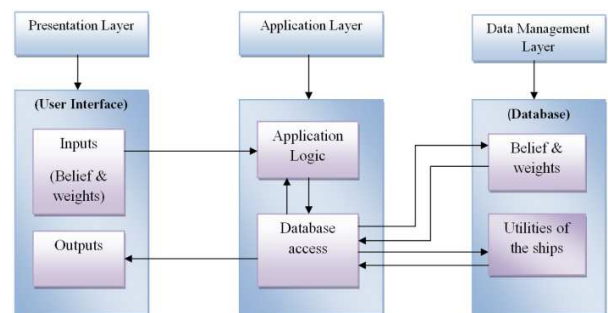 Presentation Layer
Application Layer
Data Management
Layer
(User Interface)
Inputs
(Belief &
weights)
Outputs
Application
Logic
Database
access
(Database)
Belief &
weights
Utilities of
the ships